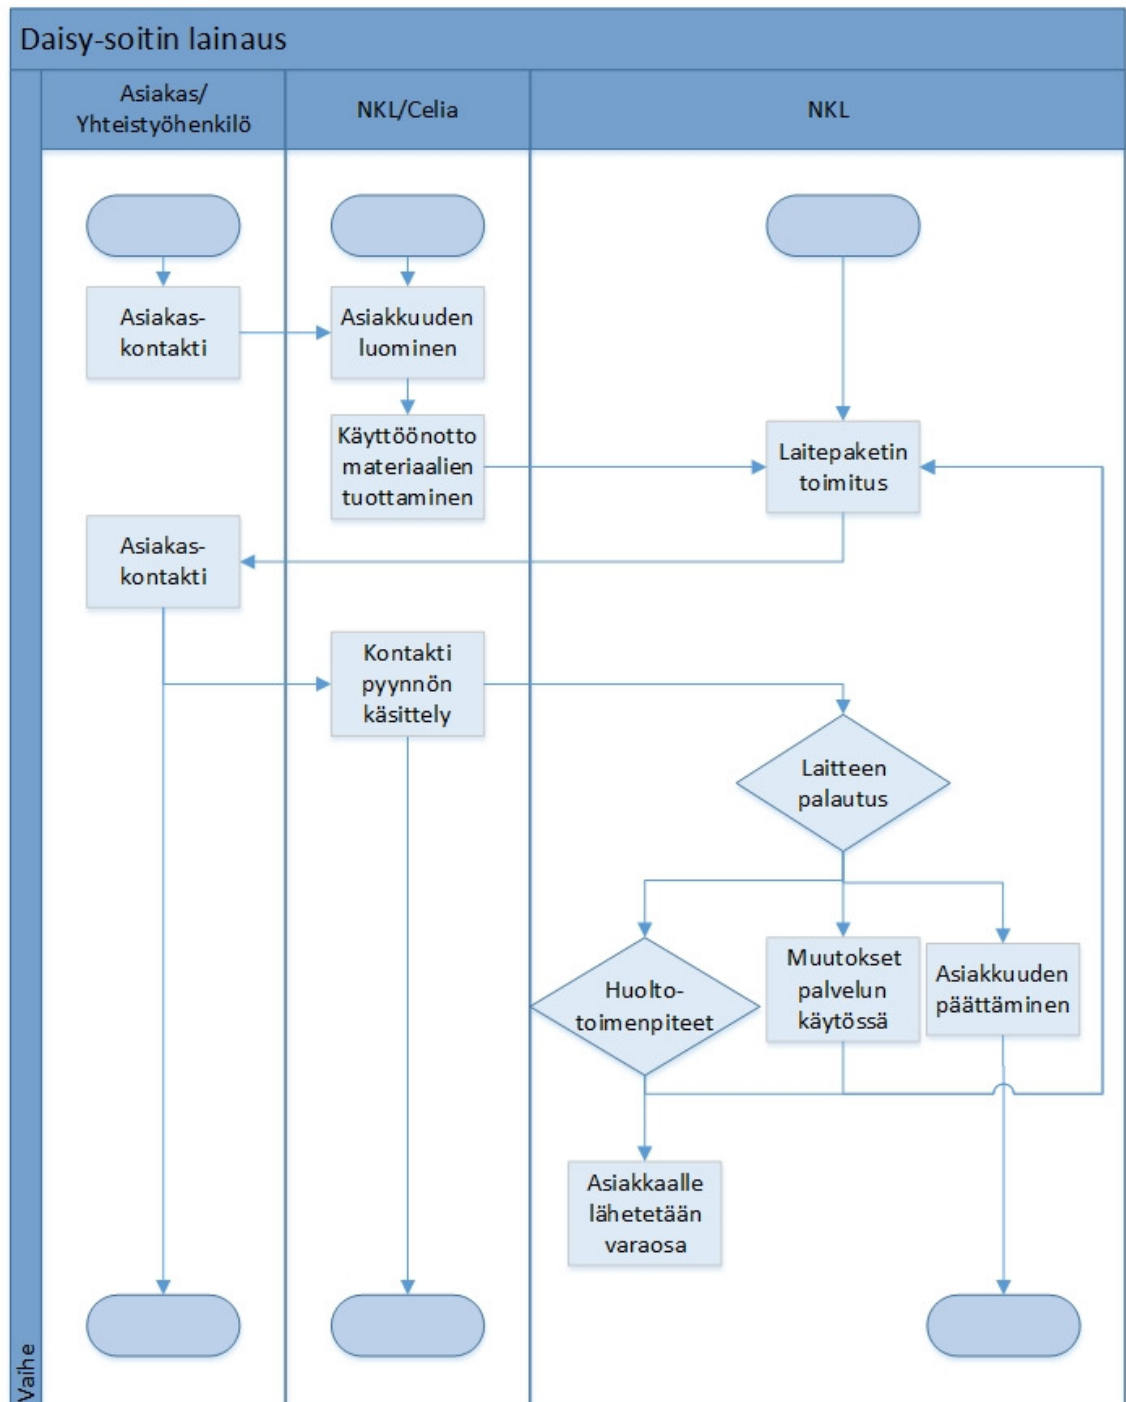 Daisy-soitin lainaus
Asiakas/
Yhteistyöhenkilö
NKL/Celia
NKL
Asiakas-
kontakti
Asiakkuuden
luominen
Käyttöönotto
materiaalien
tuottaminen
Laitepaketin
toimitus
Asiakas-
kontakti
Kontakti
pyynnön
käsittely
Laitteen
palautus
Huolto-
toimenpiteet
Muutokset
palvelun
käytössä
Asiakkuuden
päättäminen
Asiakkaalle
lähetetään
varaosa
Vaihe